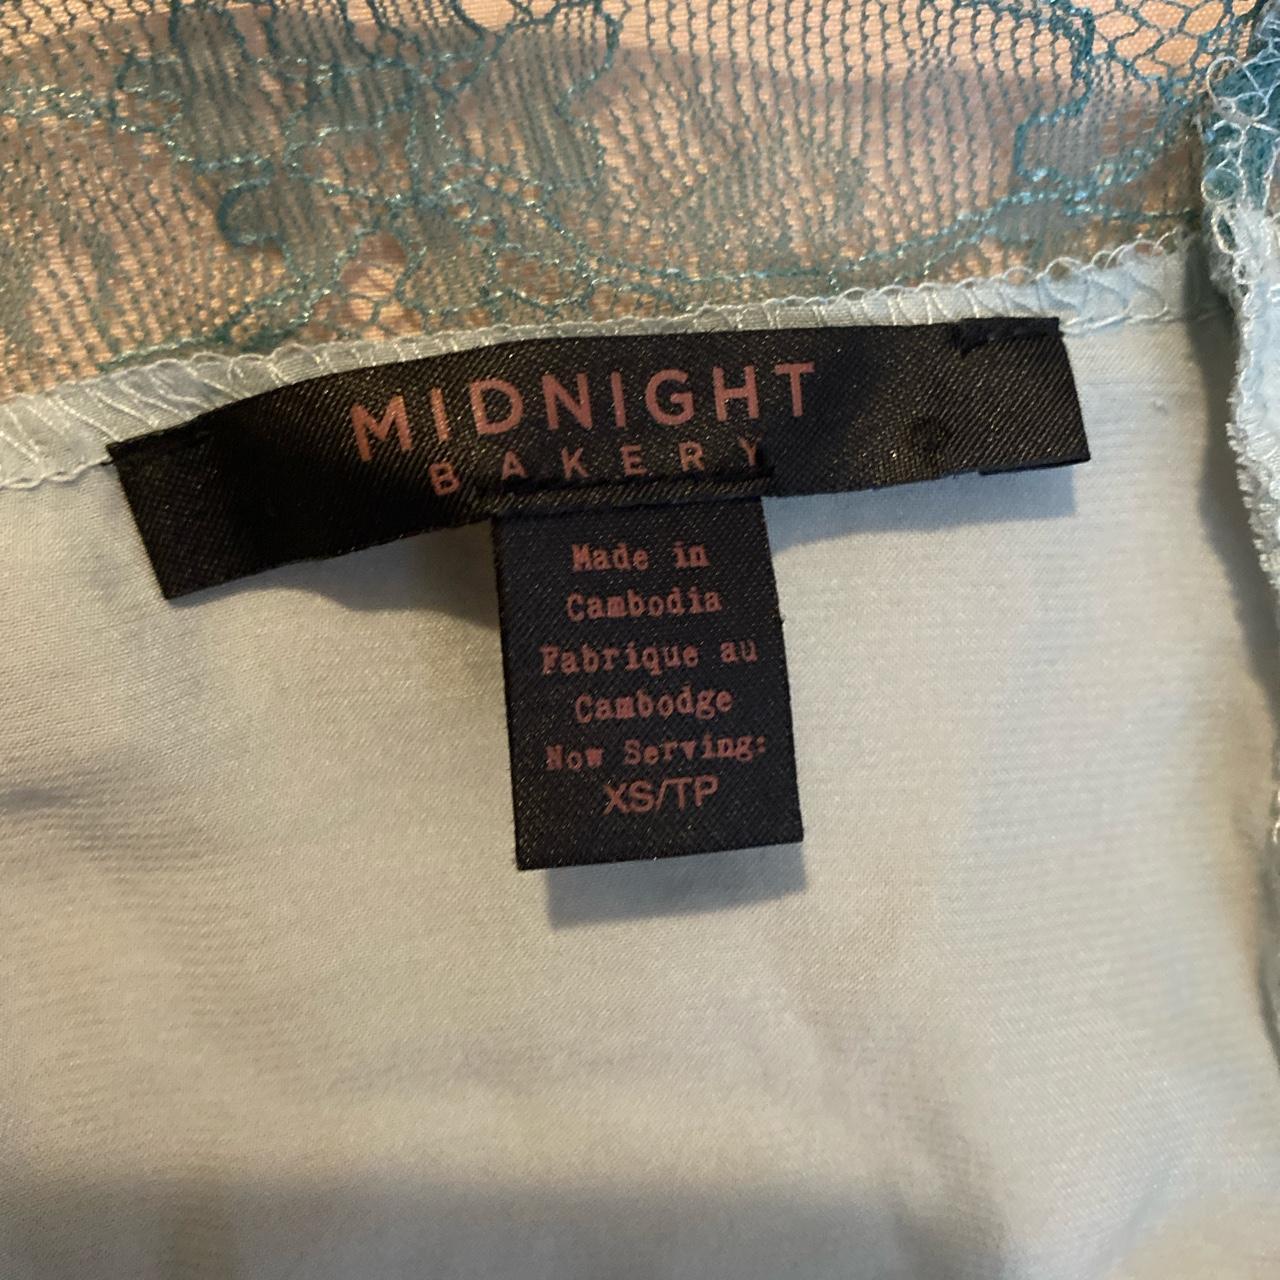 MIDNIGHT
BAKERY
Made in
Cambodia
Fabrique au
Cambodge
Now Serving:
XS/TP